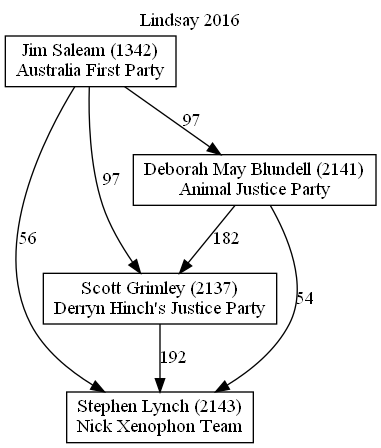 Lindsay 2016
Jim Saleam (1342)
Australia First Party
97
Deborah May Blundell (2141)
Animal Justice Party
97
56
182
Scott Grimley (2137)
Derryn Hinch's Justice Party
54
192
Stephen Lynch (2143)
Nick Xenophon Team